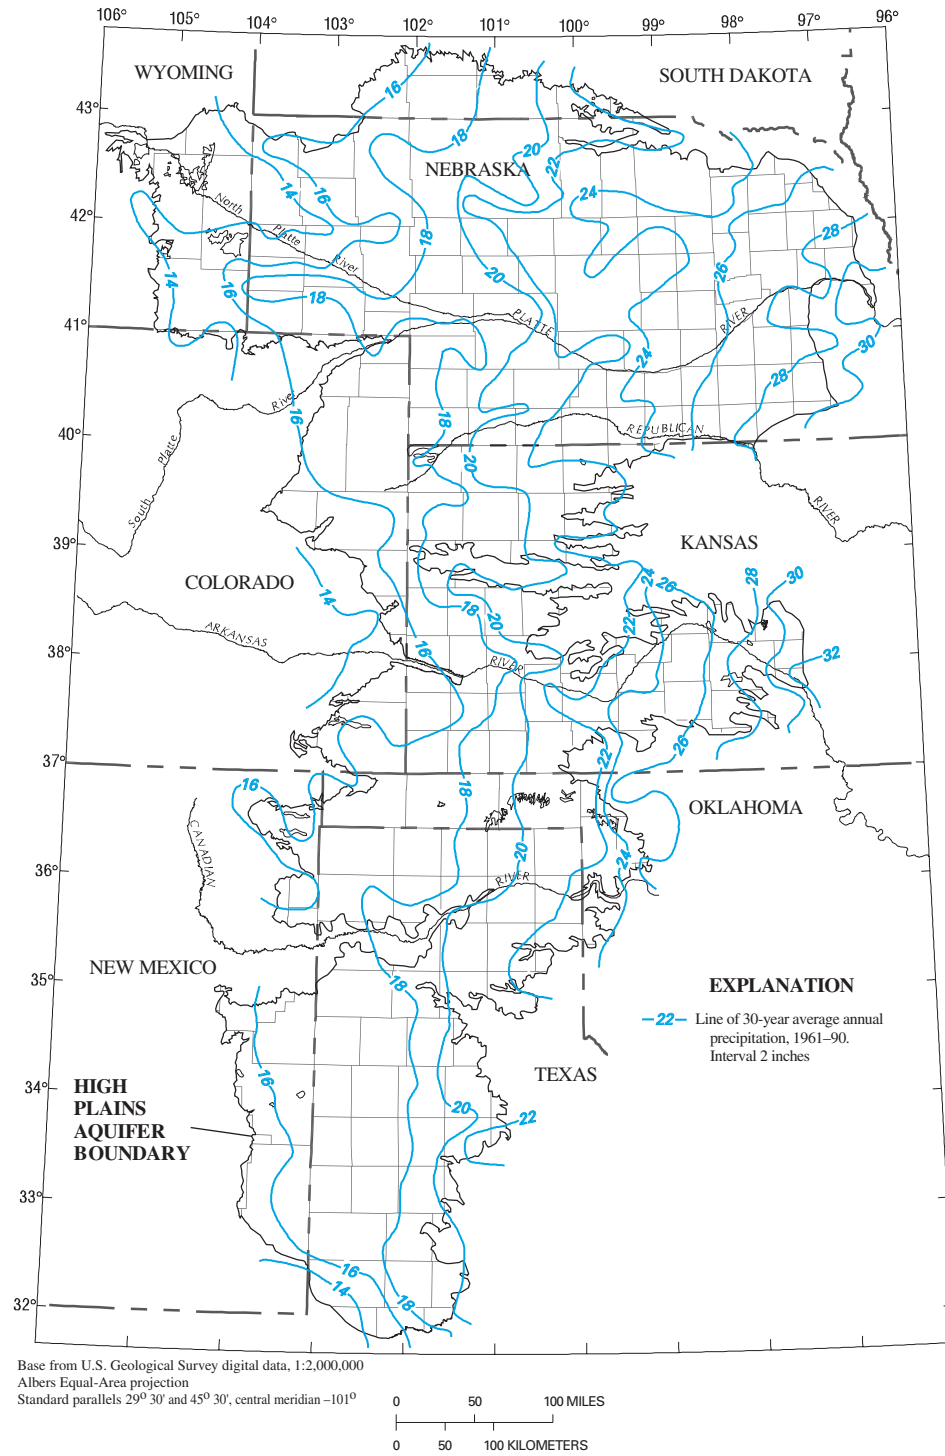 106° 105° 104° 103° 102° 101° 100° 99° 98° 97° 96°
WYOMING
SOUTH DAKOTA
16
43°
18
NEBRASKA
20
22
14
16
24
North
Platte
River
42°
28
18
14
16
20
26
18
PLATTE
RIVER
41°
24
30
28
River
16
18
REPUBLICAN
40°
20
Platte
South
RIVER
39°
KANSAS
COLORADO
14
24
26
28
30
18
20
22
ARKANSAS
RIVER
38°
16
32
26
22
37°
16
18
OKLAHOMA
CANADIAN
20
24
36°
RIVER
NEW MEXICO
35°
18
EXPLANATION
22 Line of 30-year average annual
precipitation, 1961–90.
Interval 2 inches
TEXAS
16
34°
HIGH
PLAINS
AQUIFER
BOUNDARY
20
22
33°
16
14
18
32°
Base from U.S. Geological Survey digital data, 1:2,000,000
Albers Equal-Area projection
Standard parallels 29° 30' and 45° 30', central meridian –101°
0 50 100 MILES
0 50 100 KILOMETERS